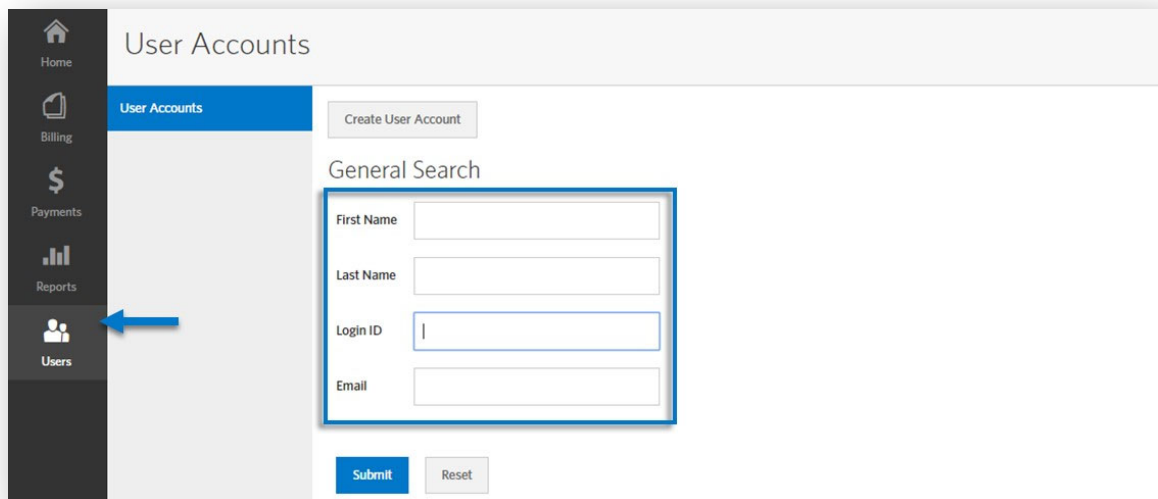 Home
Billing
Payments
Reports
Users
User Accounts
User Accounts
Create User Account
General Search
First Name
Last Name
Login ID
Email
Submit Reset